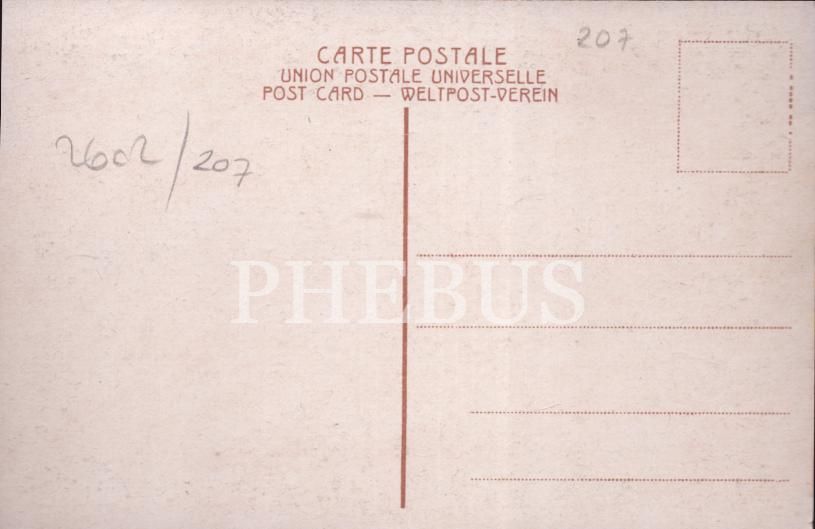 207
CARTE POSTALE
UNION POSTALE UNIVERSELLE
POST CARD — WELTPOST-VEREIN
2602/207
PHEBUS